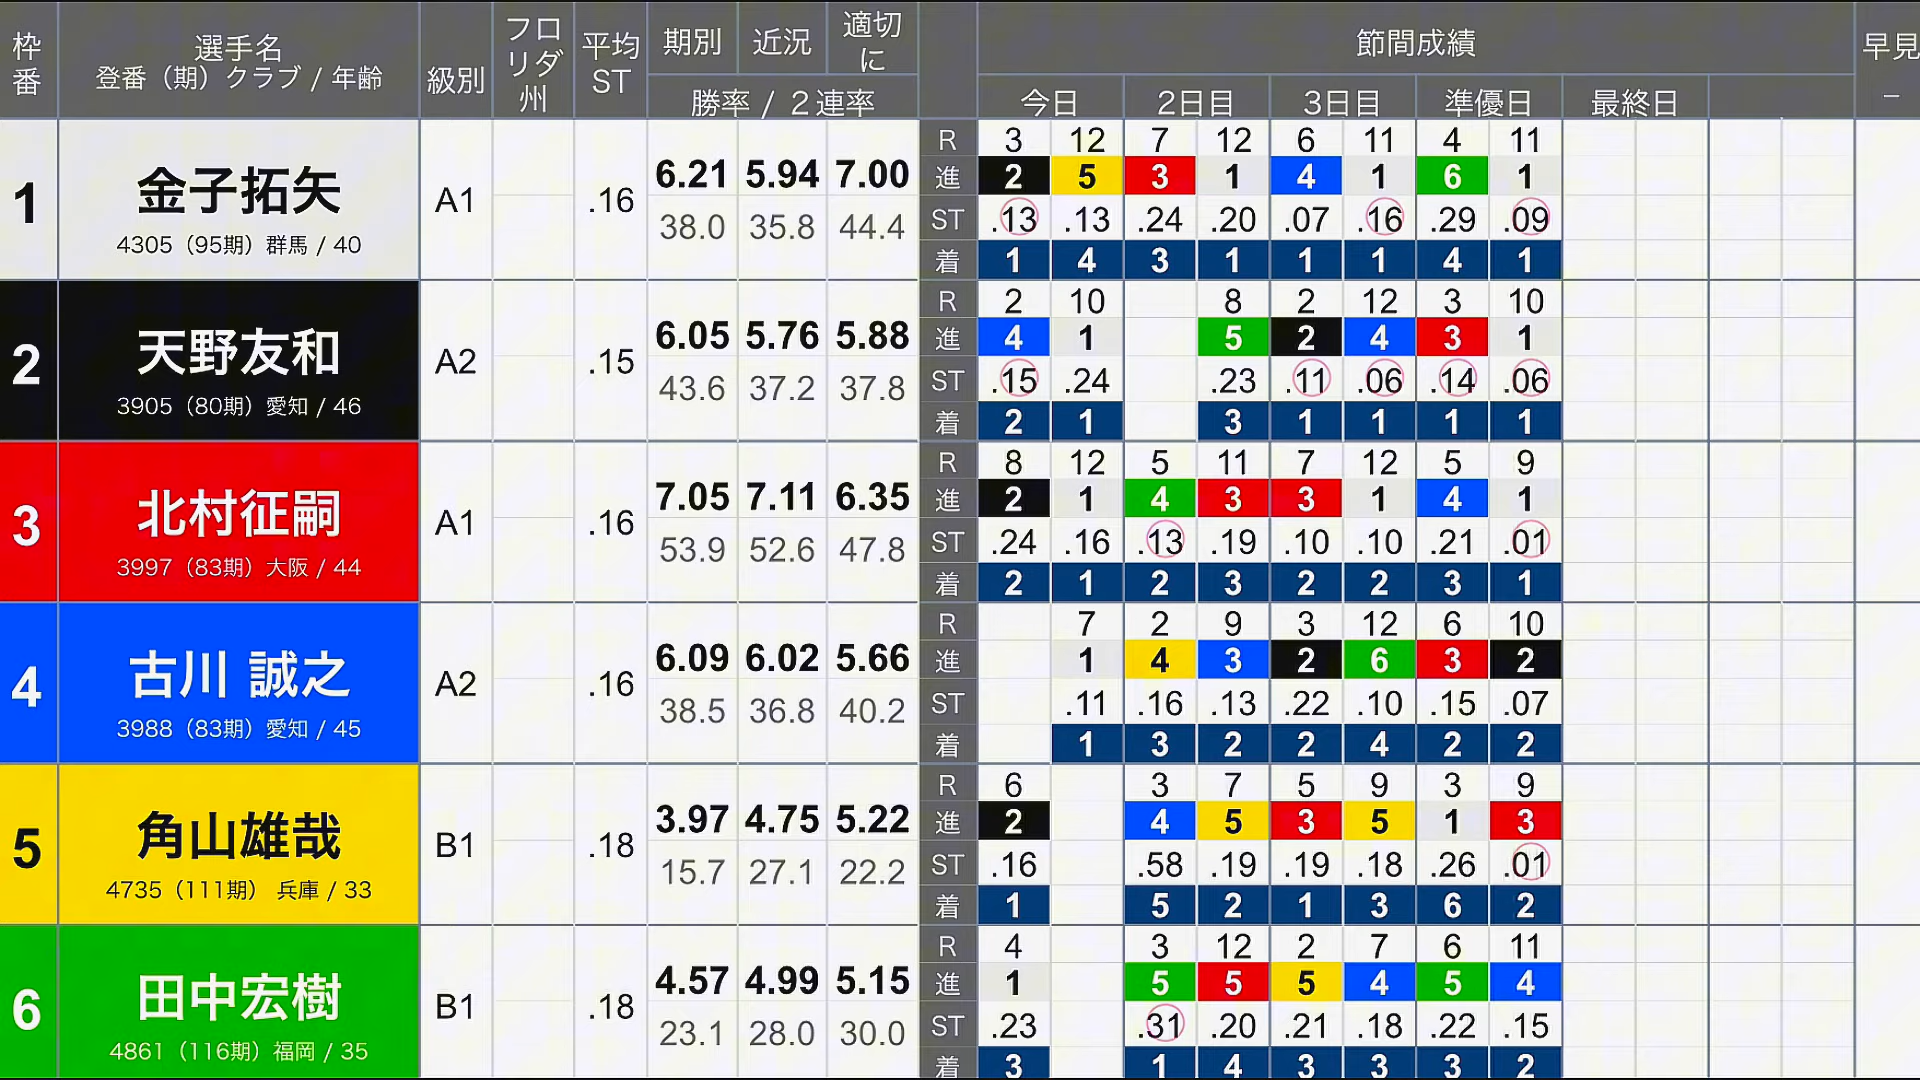 枠番 選手名 登番（期）クラブ / 年齢 級別 フロリダ州 平均ST 期別 近況 適切に 節間成績 早見
勝率 / ２連率 今日 2日目 3日目 準優日 最終日 −
1 金子拓矢 A1 .16 6.21 5.94 7.00
4305（95期）群馬 / 40 38.0 35.8 44.4
R 3 12 7 12 6 11 4 11
進 2 5 3 1 4 1 6 1
ST .13 .13 .24 .20 .07 .16 .29 .09
着 1 4 3 1 1 1 4 1
2 天野友和 A2 .15 6.05 5.76 5.88
3905（80期）愛知 / 46 43.6 37.2 37.8
R 2 10 8 2 12 3 10
進 4 1 5 2 4 3 1
ST .15 .24 .23 .11 .06 .14 .06
着 2 1 3 1 1 1 1
3 北村征嗣 A1 .16 7.05 7.11 6.35
3997（83期）大阪 / 44 53.9 52.6 47.8
R 8 12 5 11 7 12 5 9
進 2 1 4 3 3 1 4 1
ST .24 .16 .13 .19 .10 .10 .21 .01
着 2 1 2 3 2 2 3 1
4 古川 誠之 A2 .16 6.09 6.02 5.66
3988（83期）愛知 / 45 38.5 36.8 40.2
R 7 2 9 3 12 6 10
進 1 4 3 2 6 3 2
ST .11 .16 .13 .22 .10 .15 .07
着 1 3 2 2 4 2 2
5 角山雄哉 B1 .18 3.97 4.75 5.22
4735（111期） 兵庫 / 33 15.7 27.1 22.2
R 6 3 7 5 9 3 9
進 2 4 5 3 5 1 3
ST .16 .58 .19 .19 .18 .26 .01
着 1 5 2 1 3 6 2
6 田中宏樹 B1 .18 4.57 4.99 5.15
4861（116期）福岡 / 35 23.1 28.0 30.0
R 4 3 12 2 7 6 11
進 1 5 5 5 4 5 4
ST .23 .31 .20 .21 .18 .22 .15
着 3 1 4 3 3 3 2